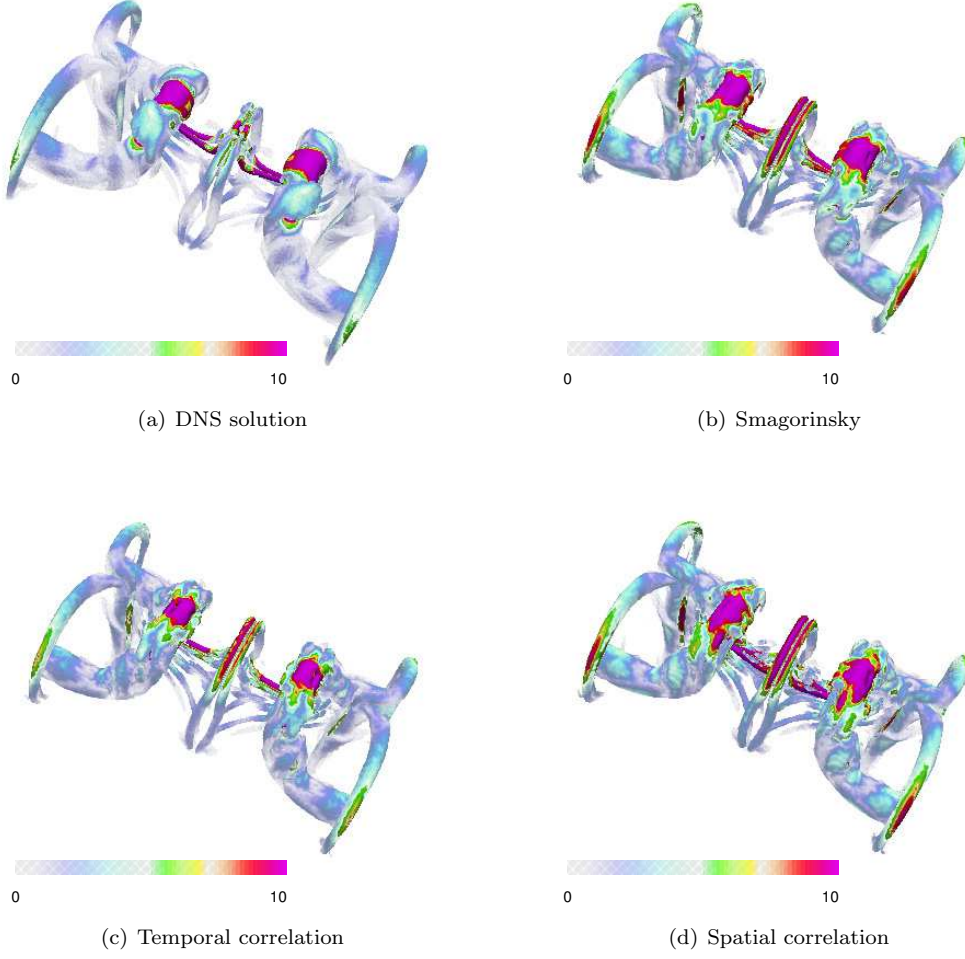 0 10 0 10
(a) DNS solution
(b) Smagorinsky
0 10 0 10
(c) Temporal correlation
(d) Spatial correlation